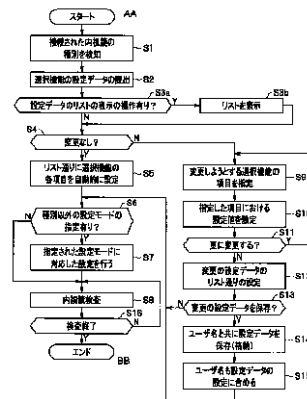 スタート
AA
接続された内視鏡の
種別を検知
S1
選択機能の設定データの読出し
S2
S3a
設定データのリストの表示の操作有り?
Y
S3b
リストを表示
N
S4
変更なし?
N
Y
リスト通りに選択機能の
各項目を自動的に設定
S5
変更しようとする選択機能の
項目を指定
S9
指定した項目における
設定値を設定
S10
S6
種別以外の設定モードの
指定有り?
N
Y
S11
更に変更する?
Y
N
指定された設定モードに
対応した設定を行う
S7
変更の設定データの
リスト通りの設定
S12
S13
変更の設定データを保存?
N
Y
内視鏡検査
S8
S16
検査終了
N
Y
ユーザ名と共に設定データを
保存(格納)
S14
エンド
BB
ユーザ名も設定データの
設定に含める
S15